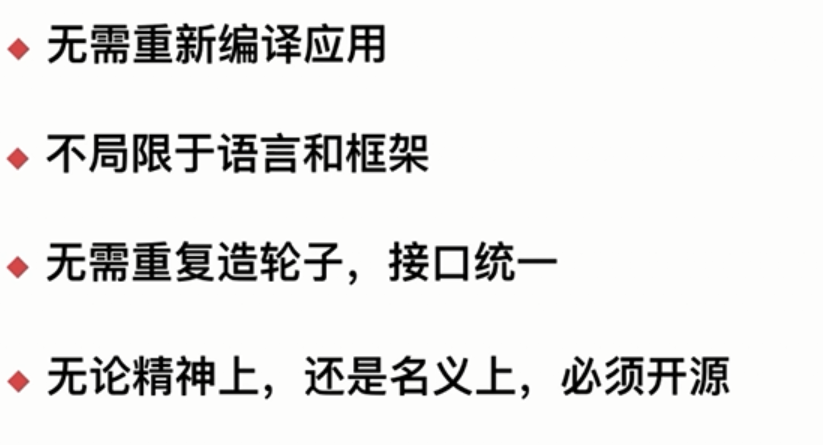 无需重新编译应用
不局限于语言和框架
无需重复造轮子，接口统一
无论精神上，还是名义上，必须开源